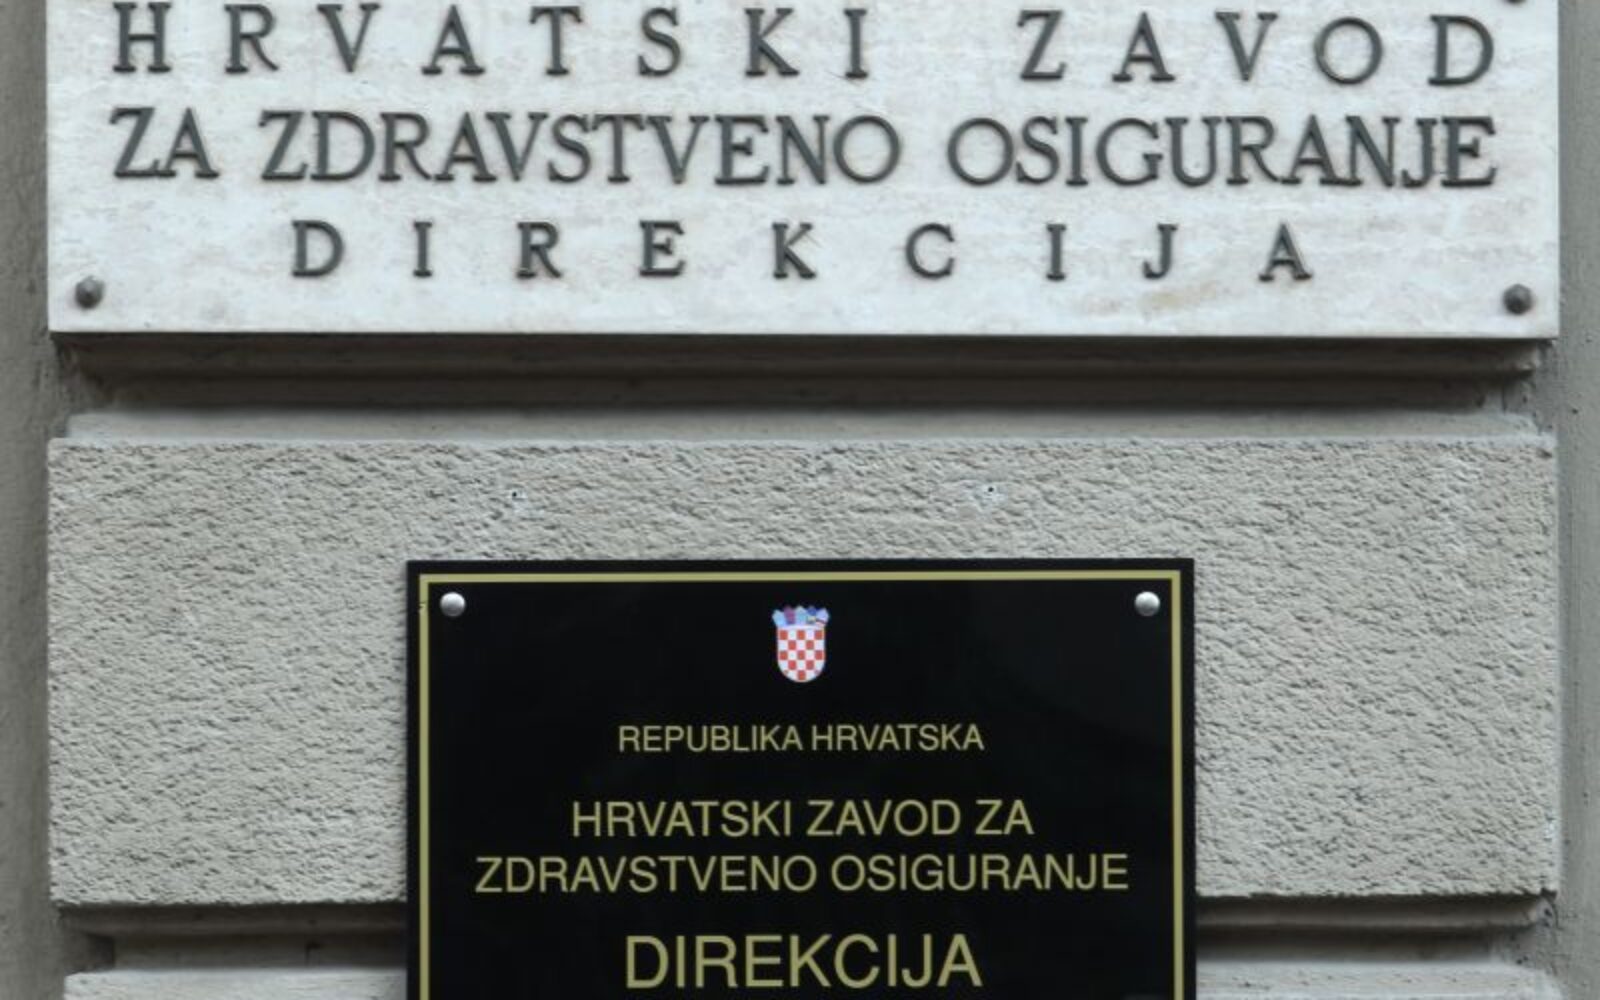 HRVATSKI ZAVOD
ZA ZDRAVSTVENO OSIGURANJE
DIREKCIJA
REPUBLIKA HRVATSKA
HRVATSKI ZAVOD ZA
ZDRAVSTVENO OSIGURANJE
DIREKCIJA